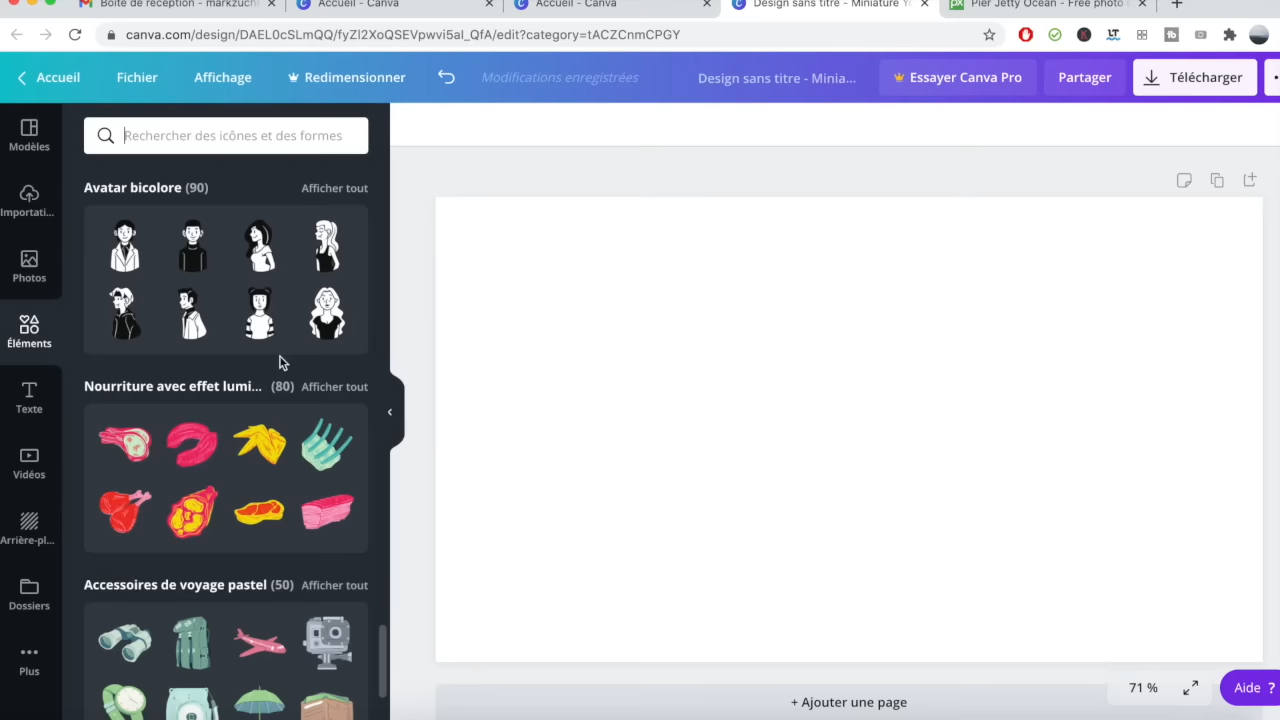 Boîte de réception - markzuch
Accueil - Canva
Accueil - Canva
Design sans titre - Miniature Y
Pier Jetty Ocean - Free photo
canva.com/design/DAEL0cSLmQQ/fyZl2XoQSEVpwvi5al_QfA/edit?category=tACZCnmCPGY
Accueil
Fichier
Affichage
Redimensionner
Modifications enregistrées
Design sans titre - Minia...
Essayer Canva Pro
Partager
Télécharger
Modèles
Importati...
Photos
Éléments
Texte
Vidéos
Arrière-pl...
Dossiers
Plus
Rechercher des icônes et des formes
Avatar bicolore (90) Afficher tout
Nourriture avec effet lumi... (80) Afficher tout
Accessoires de voyage pastel (50) Afficher tout
+ Ajouter une page
71 %
Aide ?